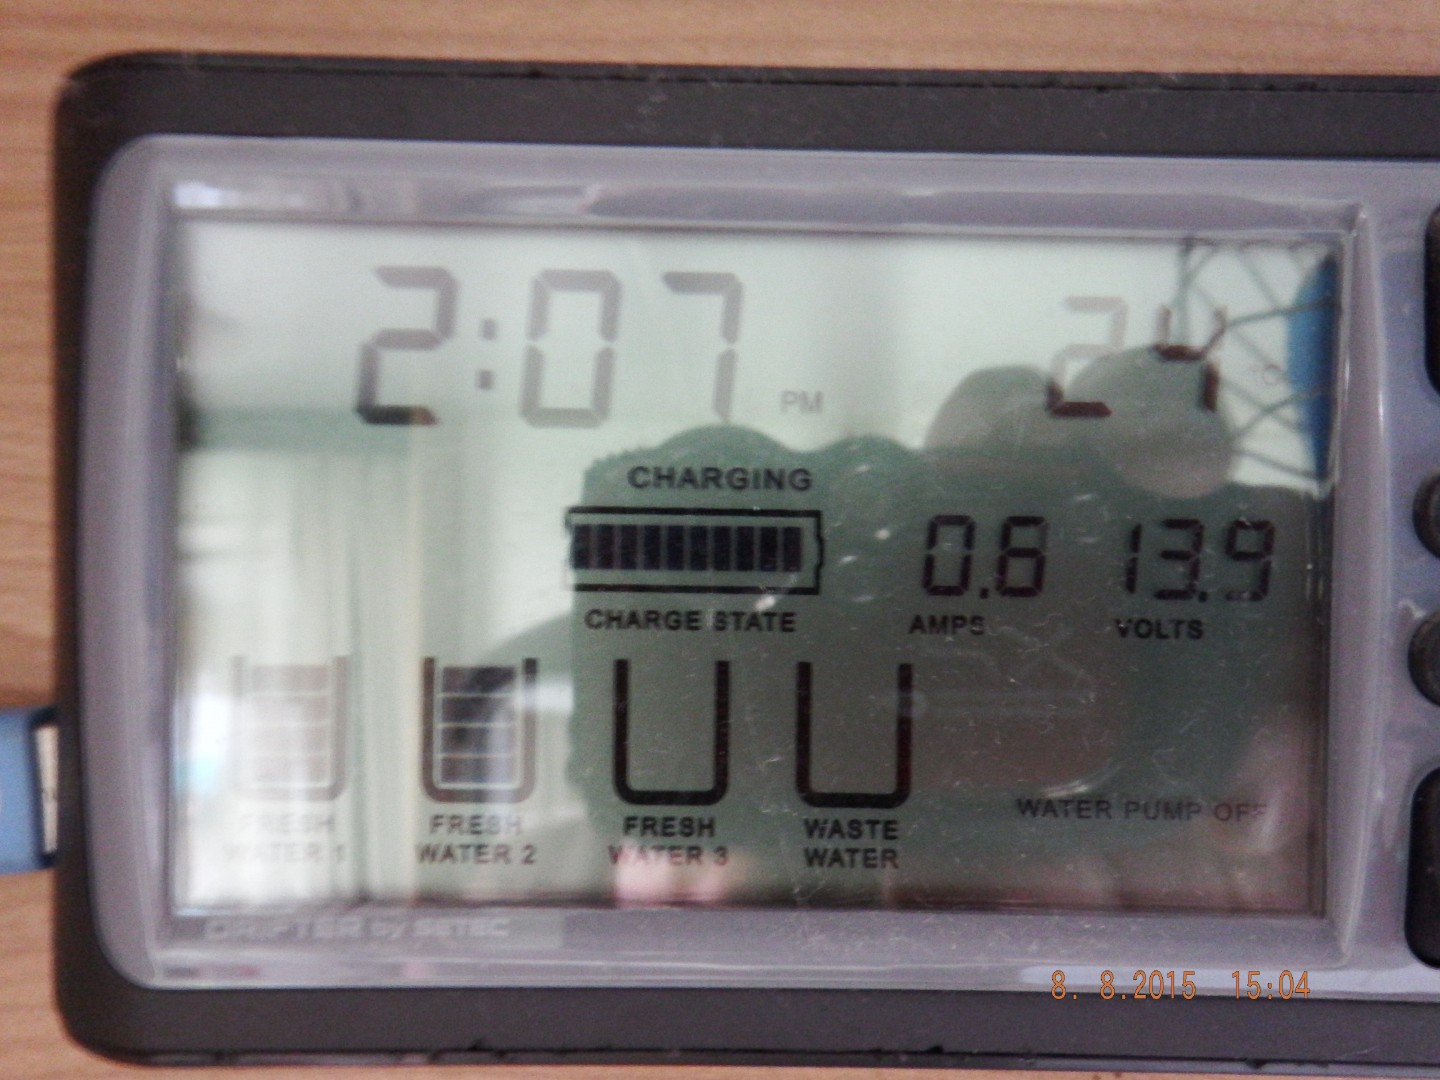 2:07 PM 24 °C
CHARGING
0.6 13.9
CHARGE STATE AMPS VOLTS
FRESH WATER 1
FRESH WATER 2
FRESH WATER 3
WASTE WATER
WATER PUMP OFF
DRIFTER by SETEC
8. 8.2015 15:04